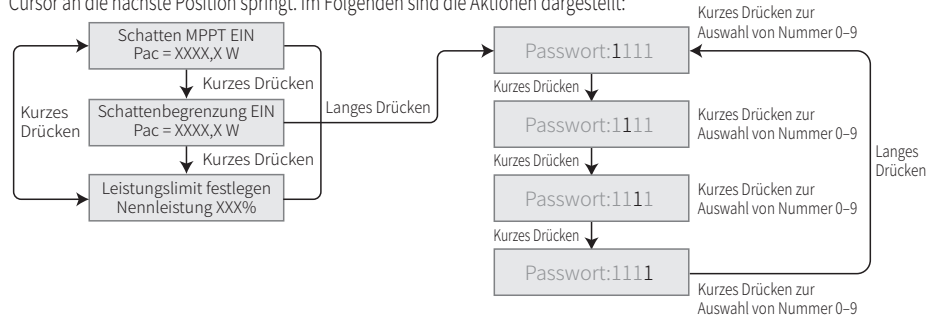 Cursor an die nächste Position springt. Im Folgenden sind die Aktionen dargestellt:
Schatten MPPT EIN
Pac = XXXX,X W
Kurzes Drücken
Schattenbegrenzung EIN
Pac = XXXX,X W
Kurzes Drücken
Leistungslimit festlegen
Nennleistung XXX%
Kurzes
Drücken
Langes Drücken
Passwort:1111
Kurzes Drücken zur
Auswahl von Nummer 0–9
Kurzes Drücken
Passwort:1111
Kurzes Drücken zur
Auswahl von Nummer 0–9
Kurzes Drücken
Passwort:1111
Kurzes Drücken zur
Auswahl von Nummer 0–9
Kurzes Drücken
Passwort:1111
Kurzes Drücken zur
Auswahl von Nummer 0–9
Langes
Drücken